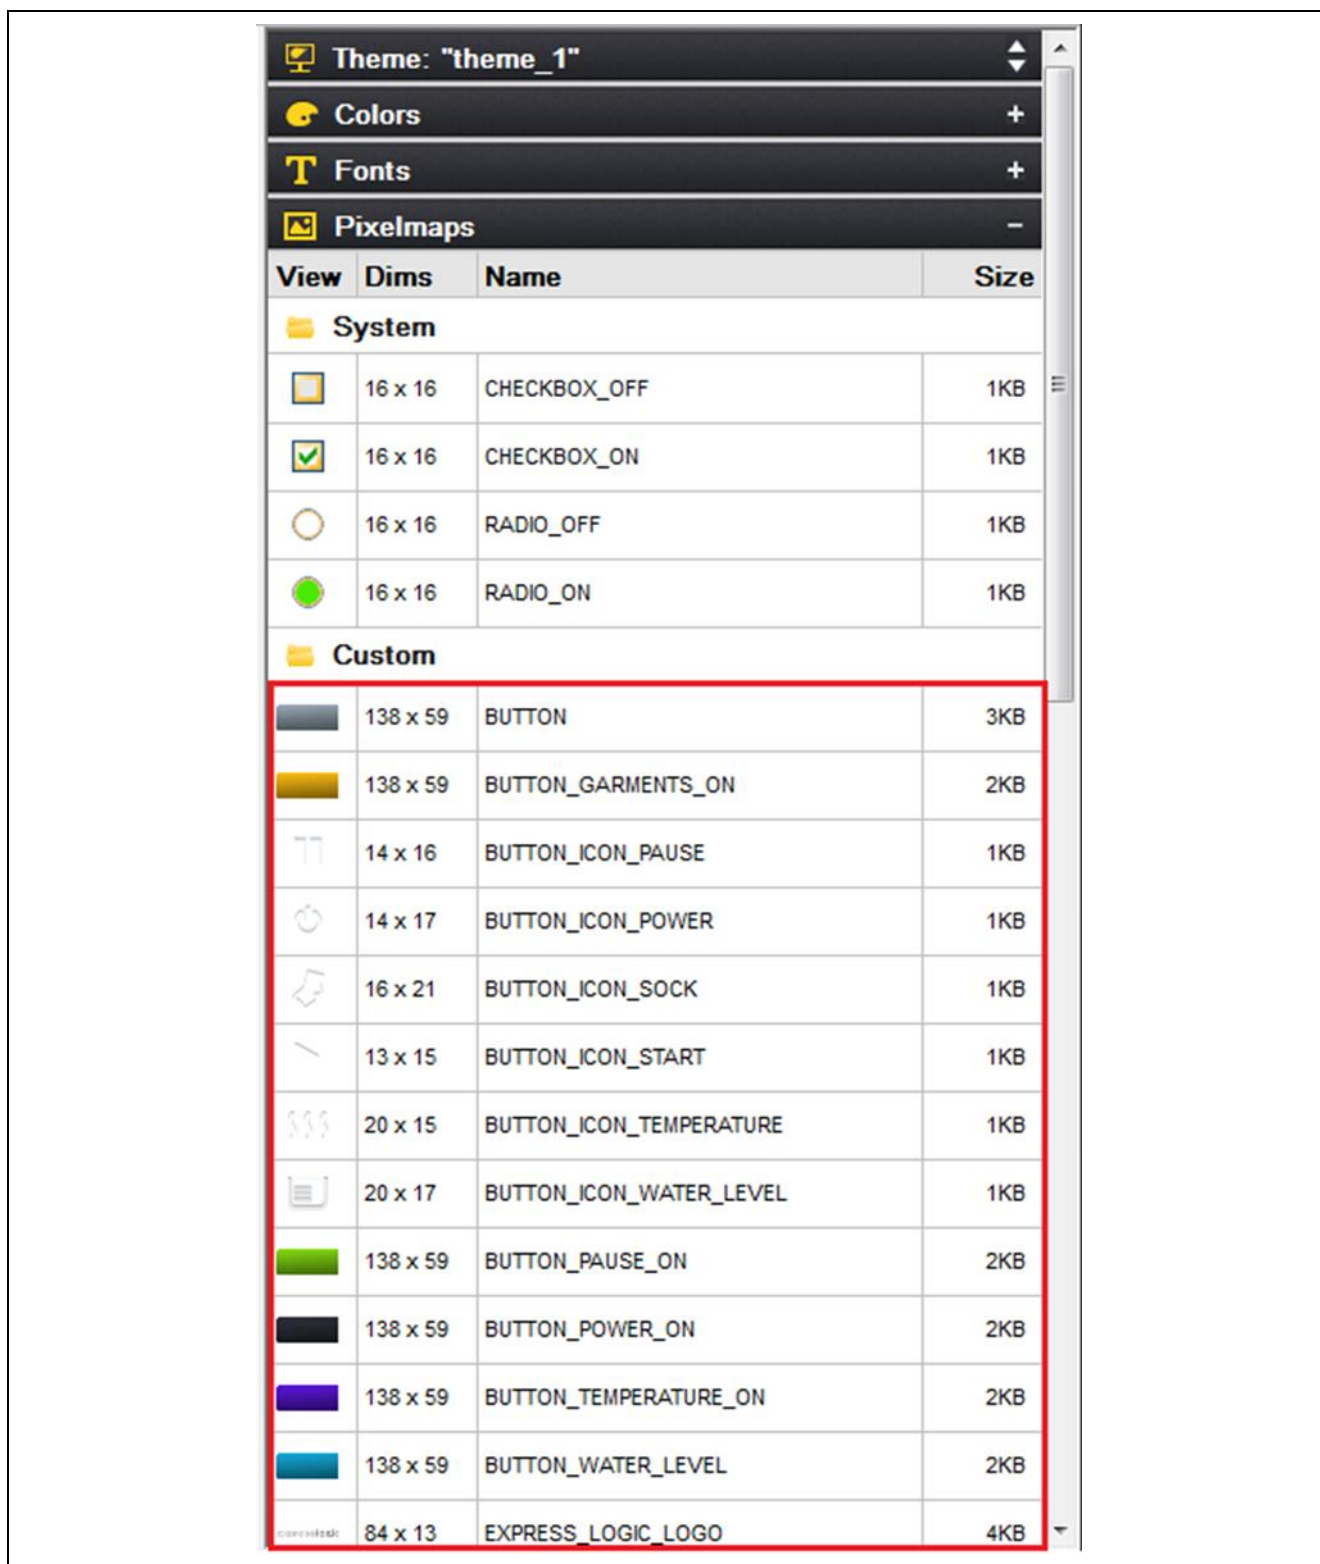 Theme: "theme_1"
Colors
Fonts
Pixelmaps
View Dims Name Size
System
16 x 16 CHECKBOX_OFF 1KB
16 x 16 CHECKBOX_ON 1KB
16 x 16 RADIO_OFF 1KB
16 x 16 RADIO_ON 1KB
Custom
138 x 59 BUTTON 3KB
138 x 59 BUTTON_GARMENTS_ON 2KB
14 x 16 BUTTON_ICON_PAUSE 1KB
14 x 17 BUTTON_ICON_POWER 1KB
16 x 21 BUTTON_ICON_SOCK 1KB
13 x 15 BUTTON_ICON_START 1KB
20 x 15 BUTTON_ICON_TEMPERATURE 1KB
20 x 17 BUTTON_ICON_WATER_LEVEL 1KB
138 x 59 BUTTON_PAUSE_ON 2KB
138 x 59 BUTTON_POWER_ON 2KB
138 x 59 BUTTON_TEMPERATURE_ON 2KB
138 x 59 BUTTON_WATER_LEVEL 2KB
84 x 13 EXPRESS_LOGIC_LOGO 4KB